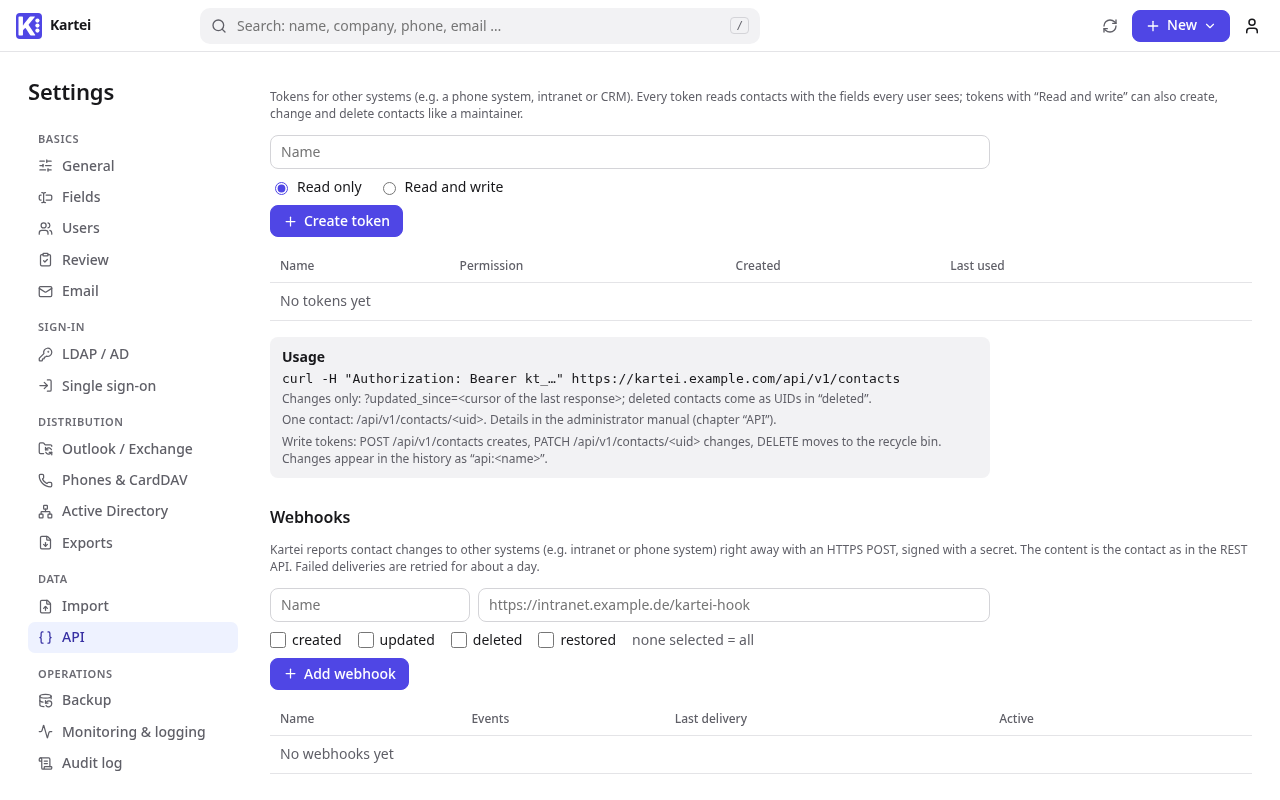 Kartei
Search: name, company, phone, email ...
/
New
Settings
BASICS
General
Fields
Users
Review
Email
SIGN-IN
LDAP / AD
Single sign-on
DISTRIBUTION
Outlook / Exchange
Phones & CardDAV
Active Directory
Exports
DATA
Import
API
OPERATIONS
Backup
Monitoring & logging
Audit log
Tokens for other systems (e.g. a phone system, intranet or CRM). Every token reads contacts with the fields every user sees; tokens with “Read and write” can also create,
change and delete contacts like a maintainer.
Name
Read only Read and write
Create token
Name Permission Created Last used
No tokens yet
Usage
curl -H "Authorization: Bearer kt_…" https://kartei.example.com/api/v1/contacts
Changes only: ?updated_since=<cursor of the last response>; deleted contacts come as UIDs in “deleted”.
One contact: /api/v1/contacts/<uid>. Details in the administrator manual (chapter “API”).
Write tokens: POST /api/v1/contacts creates, PATCH /api/v1/contacts/<uid> changes, DELETE moves to the recycle bin.
Changes appear in the history as “api:<name>”.
Webhooks
Kartei reports contact changes to other systems (e.g. intranet or phone system) right away with an HTTPS POST, signed with a secret. The content is the contact as in the REST
API. Failed deliveries are retried for about a day.
Name https://intranet.example.de/kartei-hook
created updated deleted restored none selected = all
Add webhook
Name Events Last delivery Active
No webhooks yet